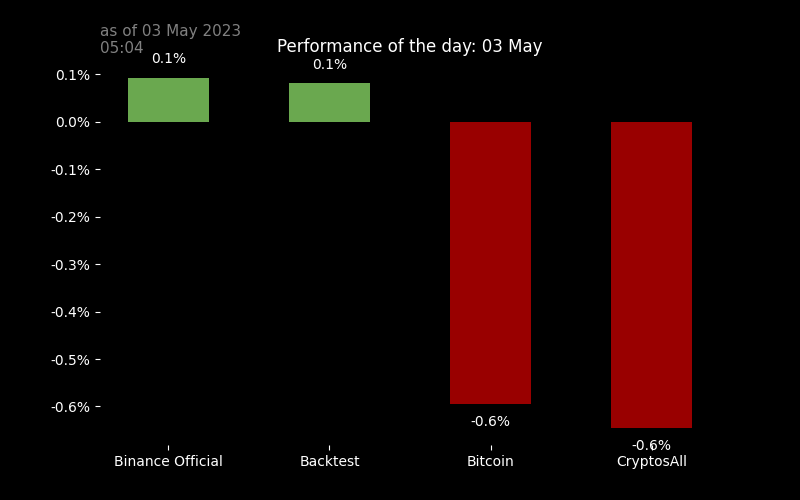 as of 03 May 2023
05:04
Performance of the day: 03 May
0.1%
0.1%
0.1%
0.0%
-0.1%
-0.2%
-0.3%
-0.4%
-0.5%
-0.6%
-0.6%
-0.6%
Binance Official
Backtest
Bitcoin
CryptosAll